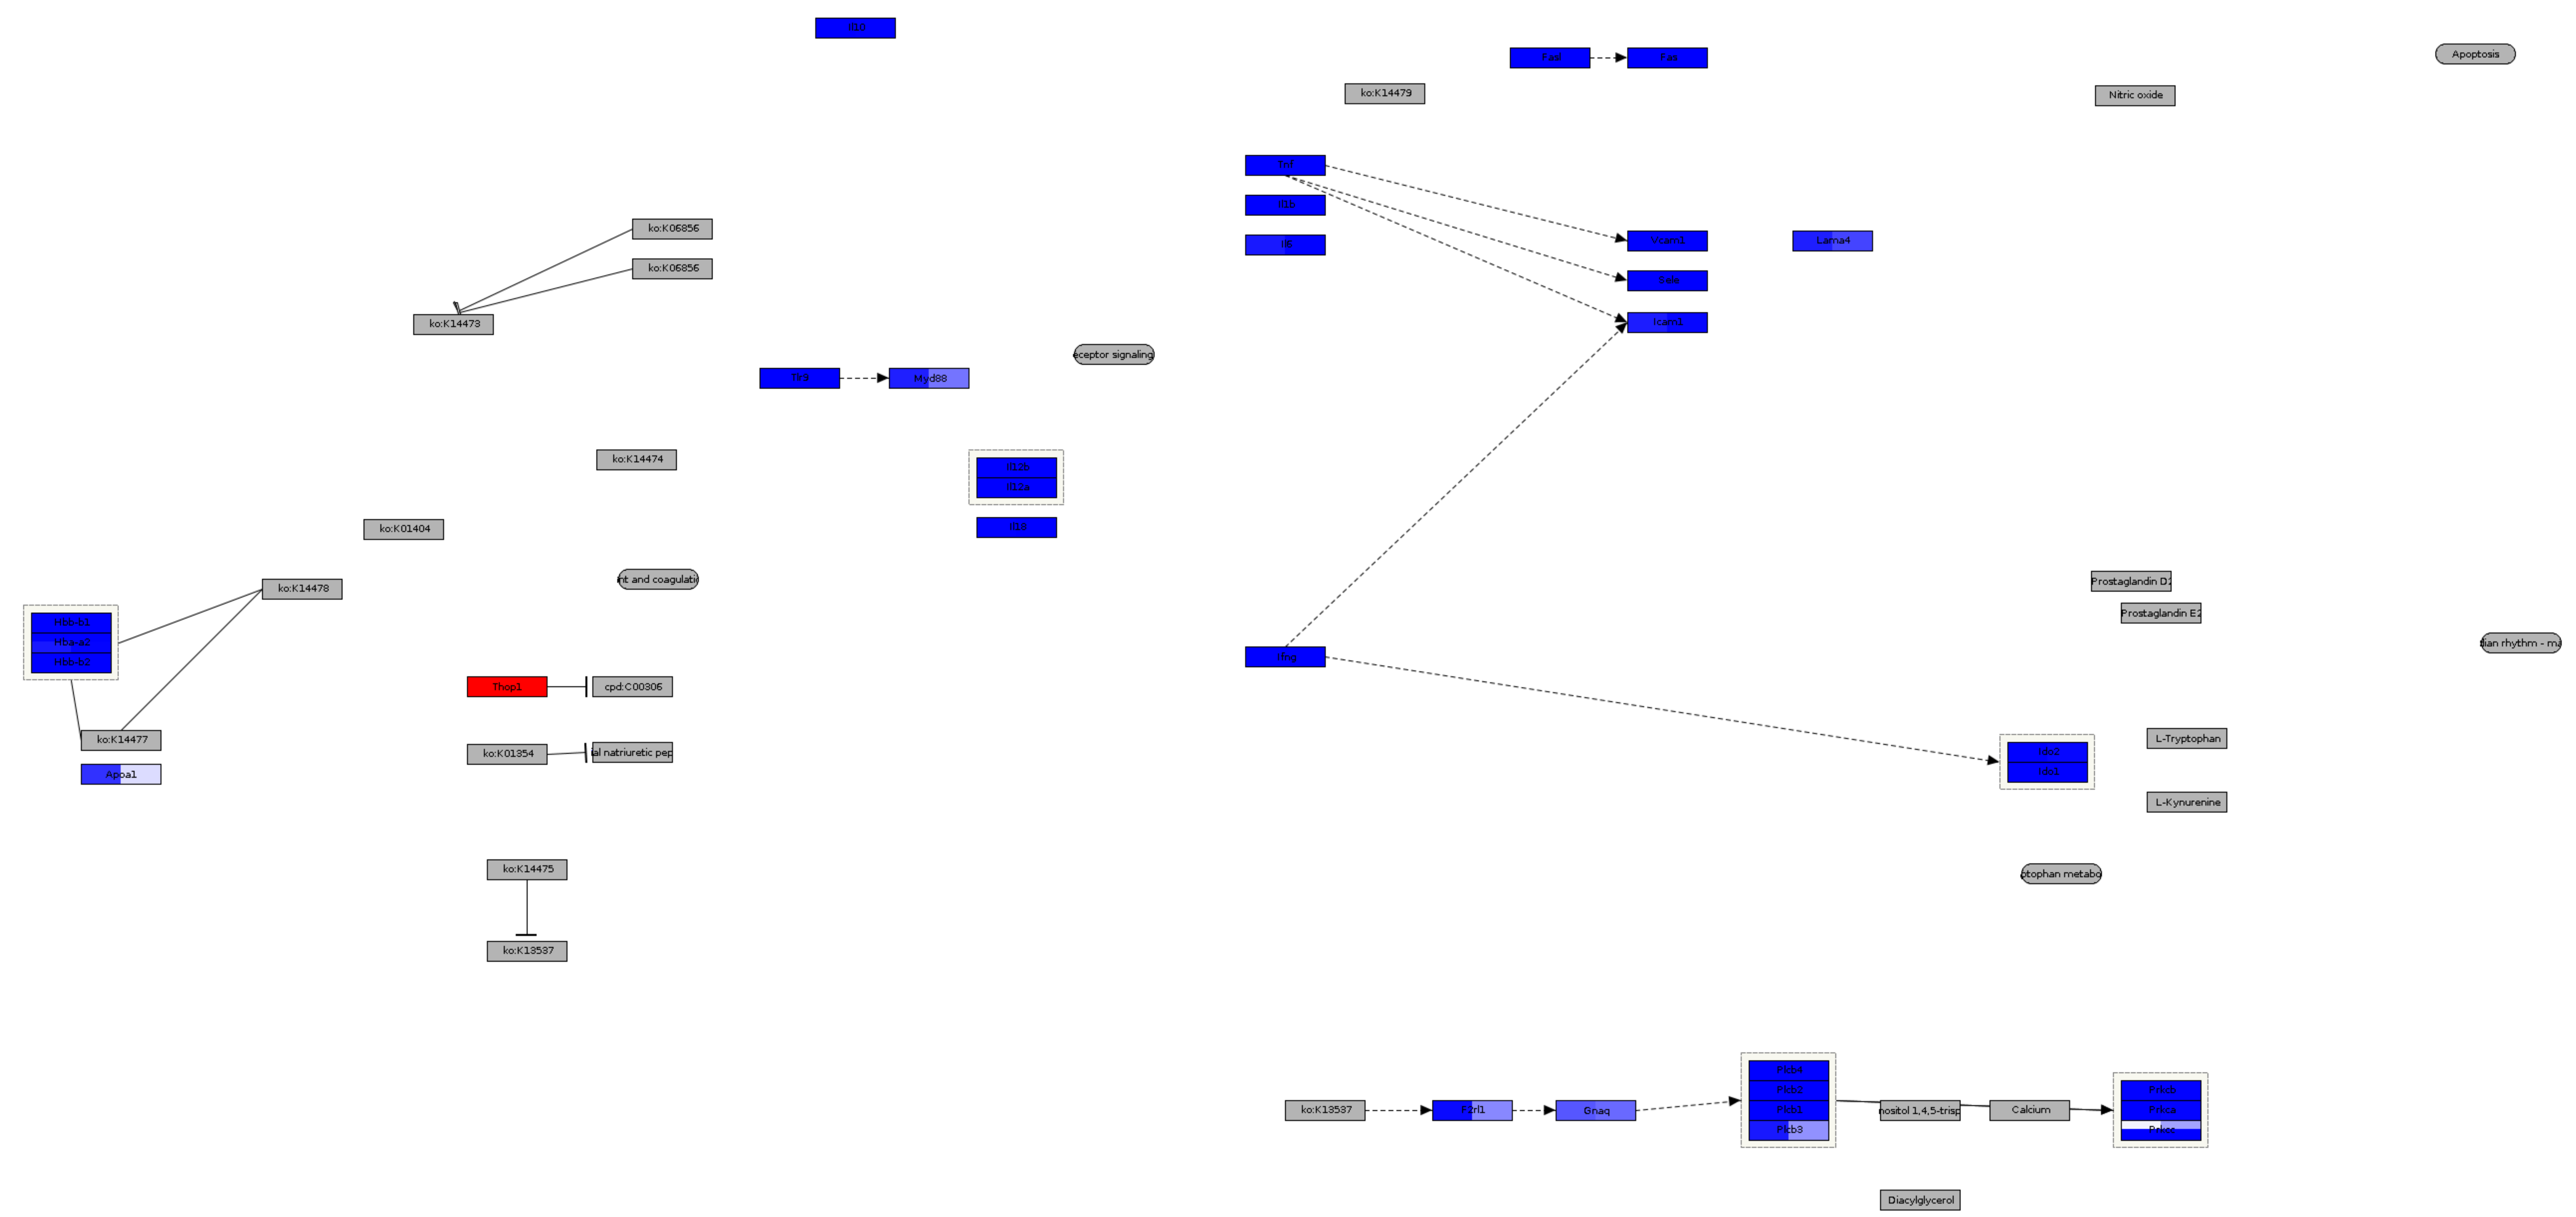 Il10
Fasl
Fas
Apoptosis
ko:K14479
Nitric oxide
Tnf
Il1b
Il6
ko:K06856
ko:K06856
Vcam1
Lama4
Sele
Icam1
ko:K14473
eceptor signaling
Tlr9
Myd88
ko:K14474
Il12b
Il12a
Il18
ko:K01404
nt and coagulati
ko:K14478
Prostaglandin D2
Prostaglandin E2
Hbb-b1
Hba-a2
Hbb-b2
dian rhythm - ma
Ifng
Thop1
cpd:C00306
ko:K14477
ko:K01354
ial natriuretic pep
L-Tryptophan
Ido2
Ido1
Apoa1
L-Kynurenine
ko:K14475
ptophan metabo
ko:K13537
Plcb4
Plcb2
Plcb1
Plcb3
ko:K13537
F2rl1
Gnaq
nositol 1,4,5-trisp
Calcium
Prkcb
Prkca
Prkcc
Diacylglycerol